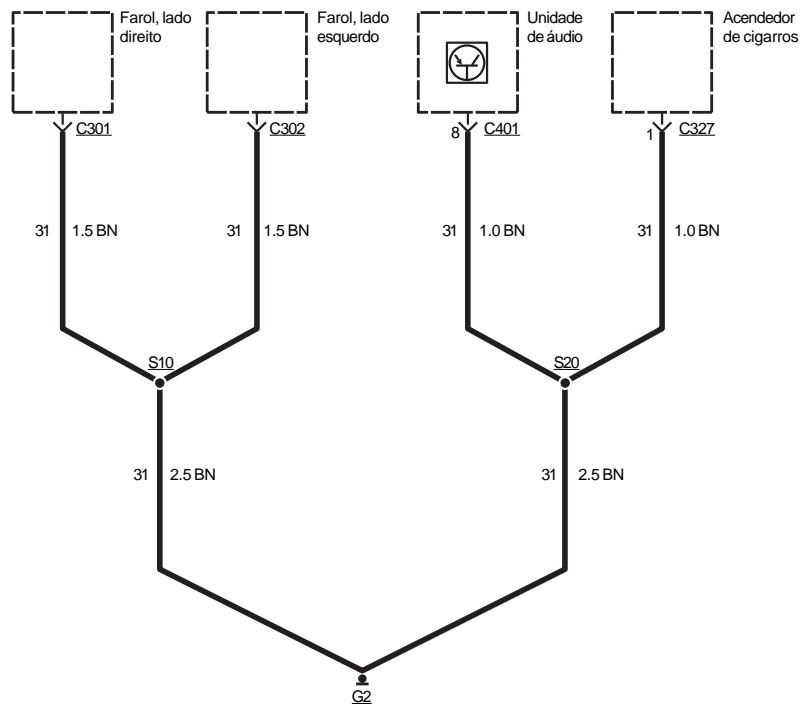 Farol, lado
direito
Farol, lado
esquerdo
Unidade
de áudio
Acendedor
de cigarros
C301
C302
8
C401
1
C327
31
1.5 BN
31
1.5 BN
31
1.0 BN
31
1.0 BN
S10
S20
31
2.5 BN
31
2.5 BN
G2